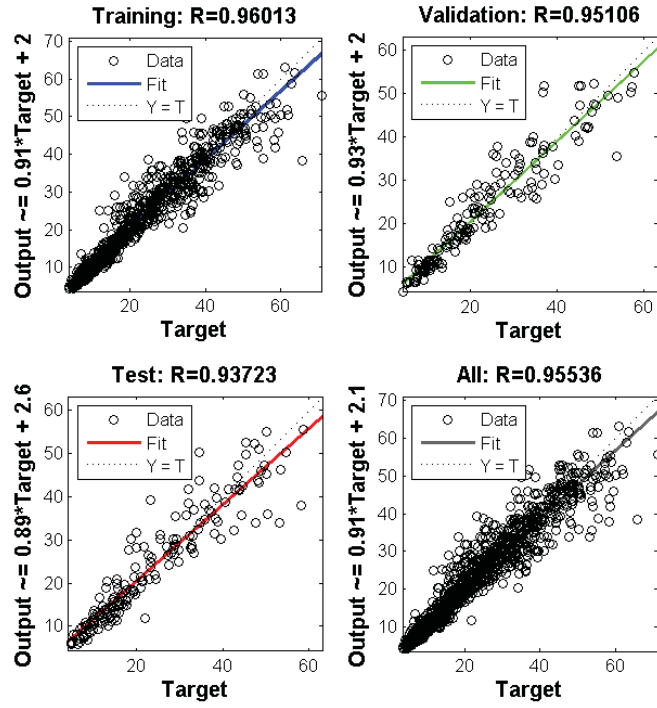 Training: R=0.96013
Output ~= 0.91*Target + 2
70
60
50
40
30
20
10
Data
Fit
Y = T
20
40
60
Target
Validation: R=0.95106
Output ~= 0.93*Target + 2
60
50
40
30
20
10
Data
Fit
Y = T
20
40
60
Target
Test: R=0.93723
Output ~= 0.89*Target + 2.6
60
50
40
30
20
10
Data
Fit
Y = T
20
40
60
Target
All: R=0.95536
Output ~= 0.91*Target + 2.1
70
60
50
40
30
20
10
Data
Fit
Y = T
20
40
60
Target